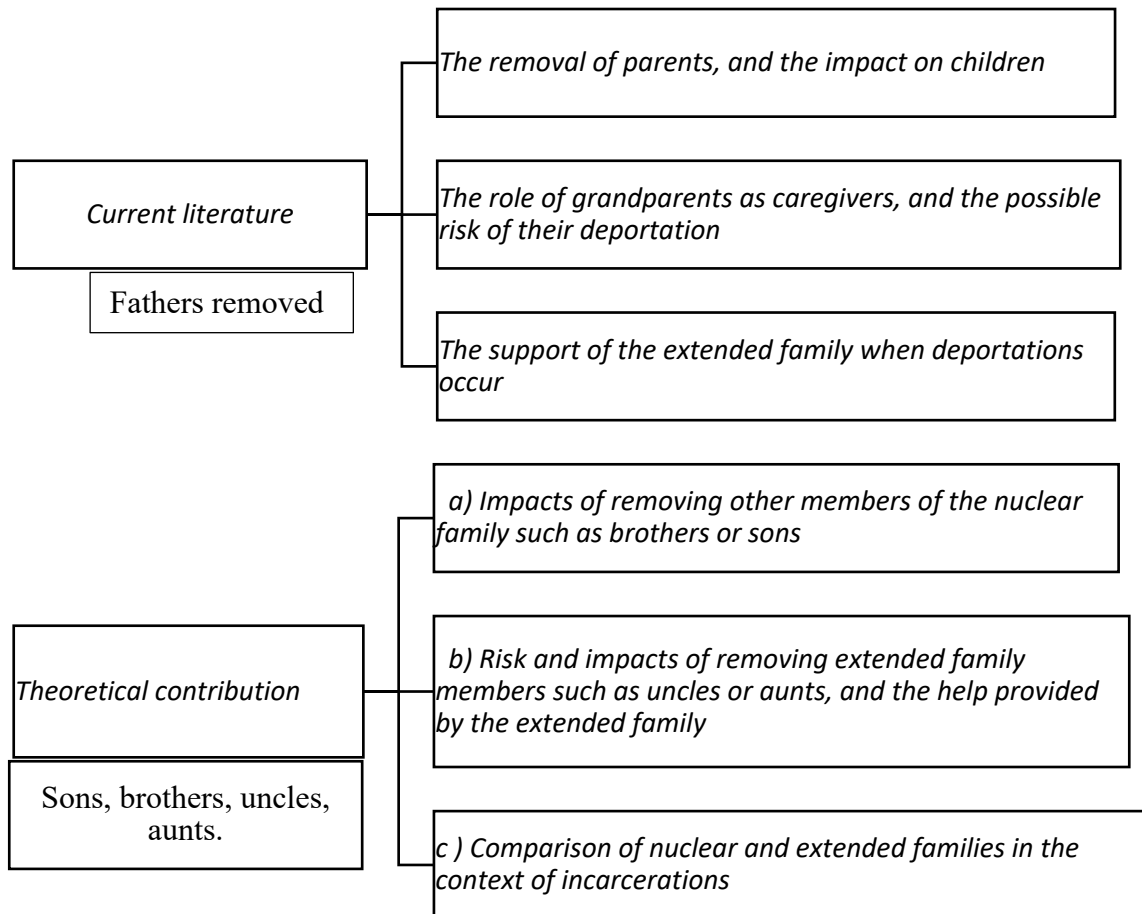 The removal of parents, and the impact on children
Current literature
The role of grandparents as caregivers, and the possible
risk of their deportation
Fathers removed
The support of the extended family when deportations
occur
a) Impacts of removing other members of the nuclear
family such as brothers or sons
Theoretical contribution
b) Risk and impacts of removing extended family
members such as uncles or aunts, and the help provided
by the extended family
Sons, brothers, uncles,
aunts.
c ) Comparison of nuclear and extended families in the
context of incarcerations